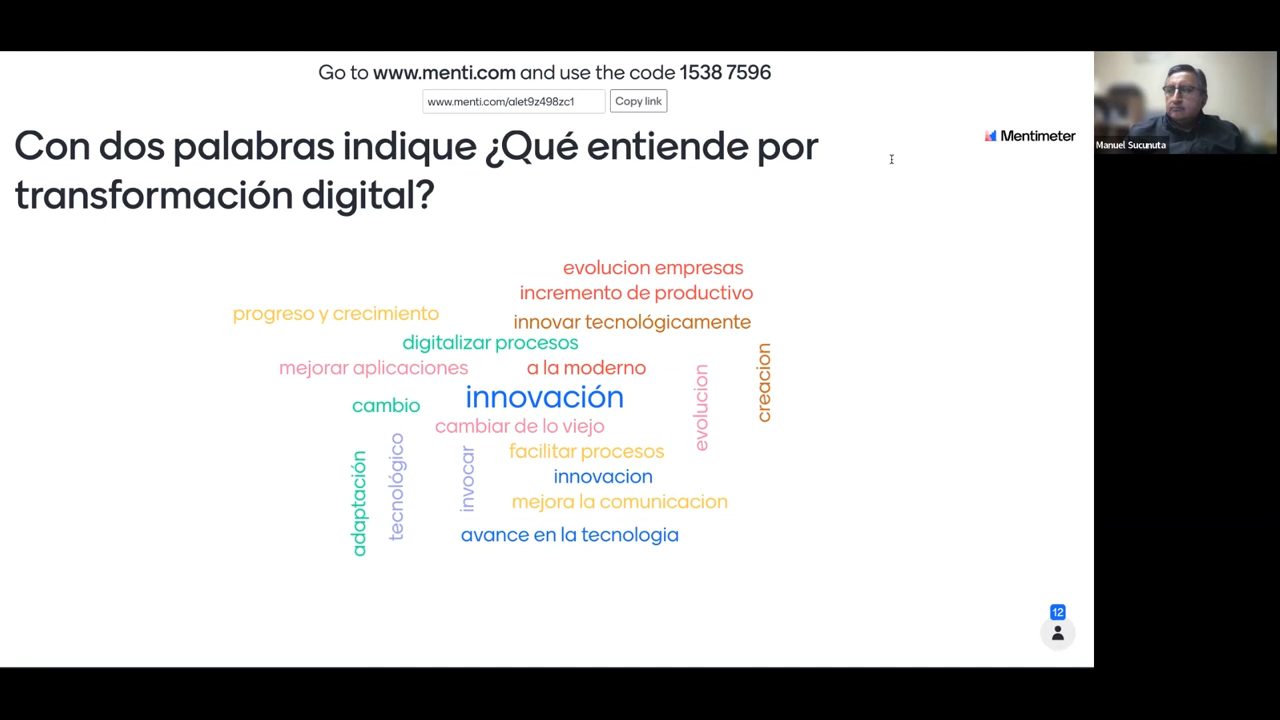 Go to www.menti.com and use the code 1538 7596
www.menti.com/alet9z498zc1
Copy link
Con dos palabras indique ¿Qué entiende por
transformación digital?
Mentimeter
Manuel Sucunuta
evolucion empresas
incremento de productivo
progreso y crecimiento
innovar tecnológicamente
digitalizar procesos
mejorar aplicaciones
a la moderno
creacion
evolucion
innovación
cambio
cambiar de lo viejo
facilitar procesos
tecnológico
invocar
adaptación
innovacion
mejora la comunicacion
avance en la tecnologia
12